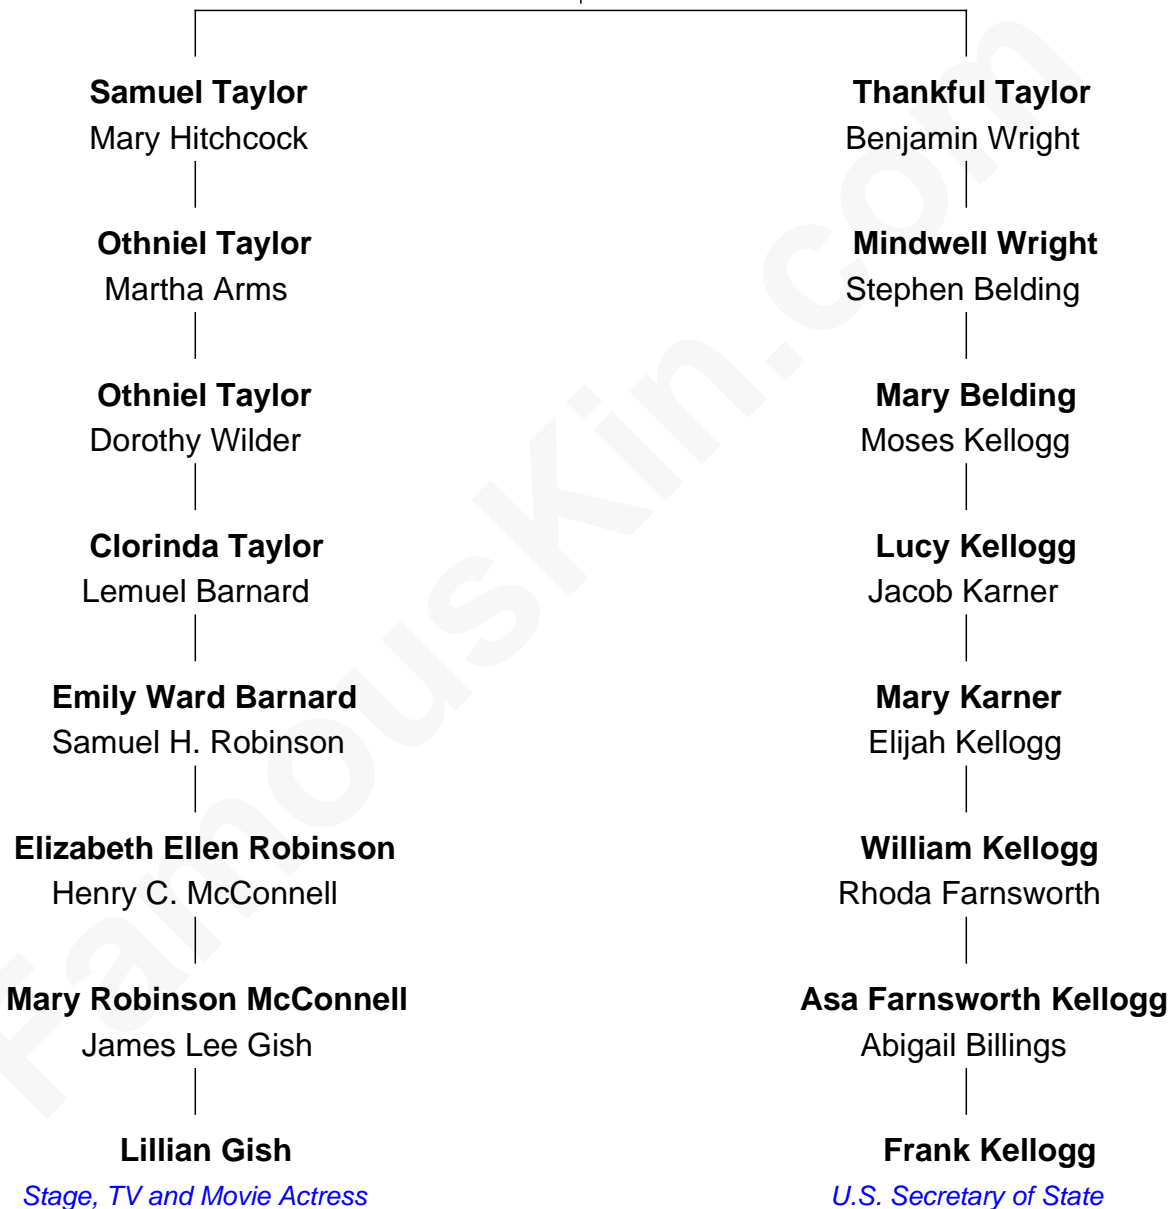 Samuel Taylor
Mary Hitchcock
Thankful Taylor
Benjamin Wright
Othniel Taylor
Martha Arms
Mindwell Wright
Stephen Belding
Othniel Taylor
Dorothy Wilder
Mary Belding
Moses Kellogg
Clorinda Taylor
Lemuel Barnard
Lucy Kellogg
Jacob Karner
Emily Ward Barnard
Samuel H. Robinson
Mary Karner
Elijah Kellogg
Elizabeth Ellen Robinson
Henry C. McConnell
William Kellogg
Rhoda Farnsworth
Mary Robinson McConnell
James Lee Gish
Asa Farnsworth Kellogg
Abigail Billings
Lillian Gish
Stage, TV and Movie Actress
Frank Kellogg
U.S. Secretary of State
FamousKin.com